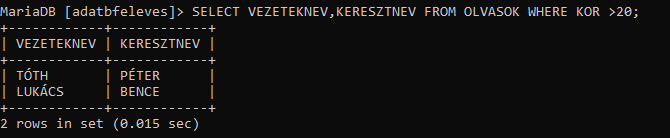 MariaDB [adatbfeleves]> SELECT VEZETEKNEV,KERESZTNEV FROM OLVASOK WHERE KOR >20;
+------------+------------+
| VEZETEKNEV | KERESZTNEV |
+------------+------------+
| TÓTH       | PÉTER      |
| LUKÁCS     | BENCE      |
+------------+------------+
2 rows in set (0.015 sec)